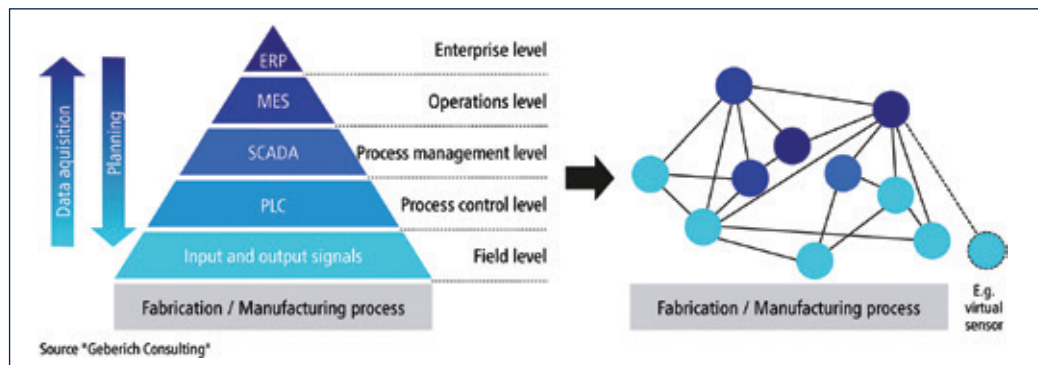 Data aquisition
Planning
ERP
MES
SCADA
PLC
Input and output signals
Enterprise level
Operations level
Process management level
Process control level
Field level
Fabrication / Manufacturing process
Source "Geberich Consulting"
Fabrication / Manufacturing process
E.g.
virtual
sensor